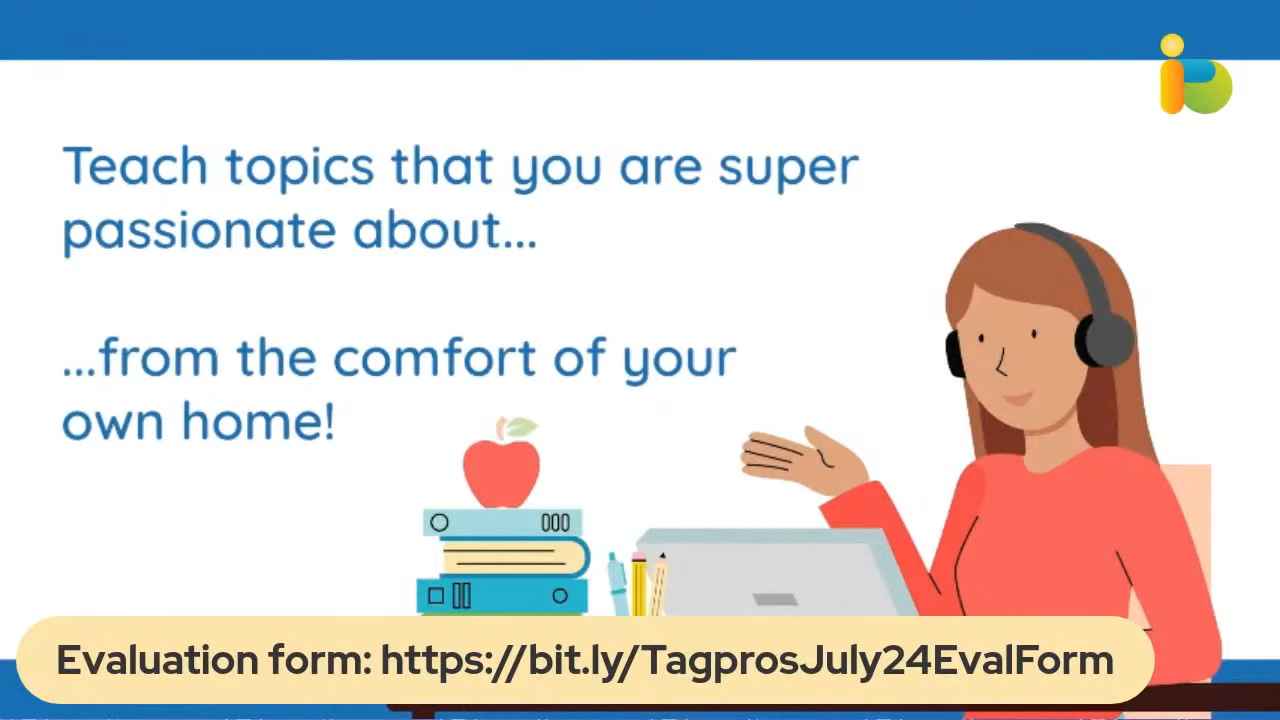 Teach topics that you are super
passionate about...
...from the comfort of your
own home!
Evaluation form: https://bit.ly/TagprosJuly24EvalForm